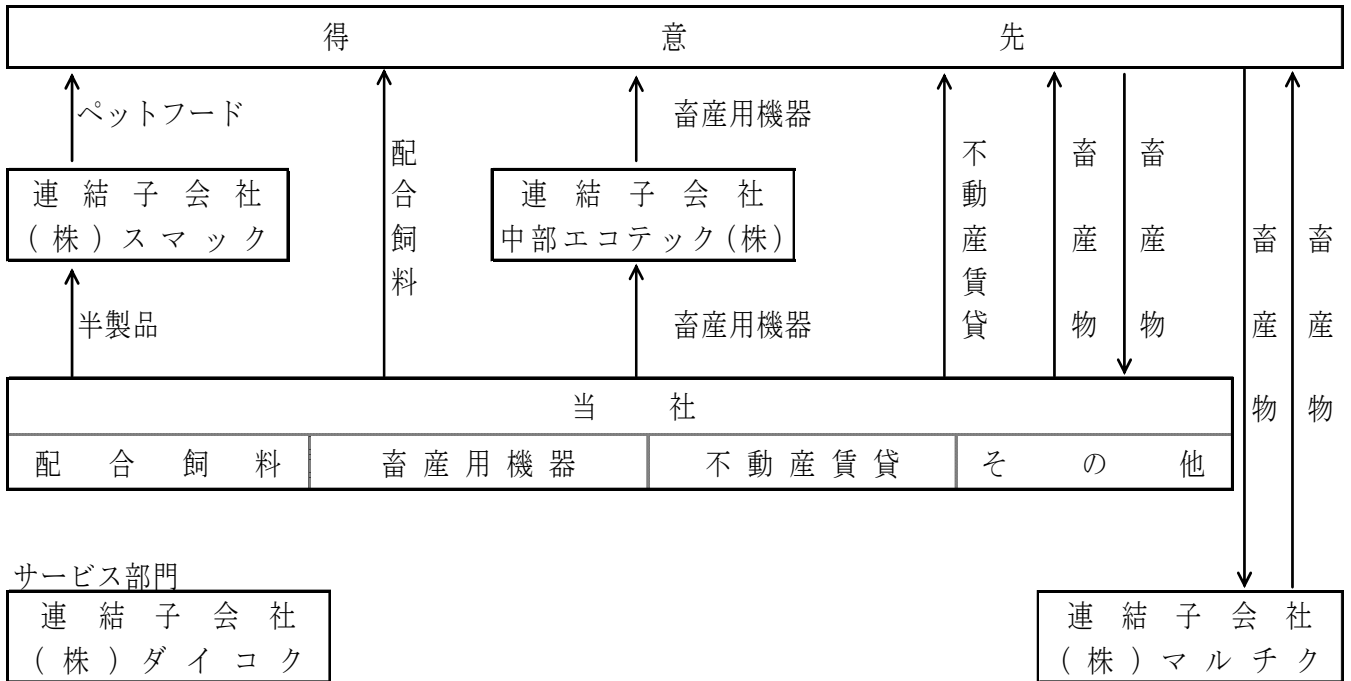 得意先
ペットフード
畜産用機器
配合飼料
不動産賃貸
畜産物
畜産物
畜産物
畜産物
連結子会社
(株)スマック
連結子会社
中部エコテック(株)
半製品
畜産用機器
当社
配合飼料
畜産用機器
不動産賃貸
その他
サービス部門
連結子会社
(株)ダイコク
連結子会社
(株)マルチク